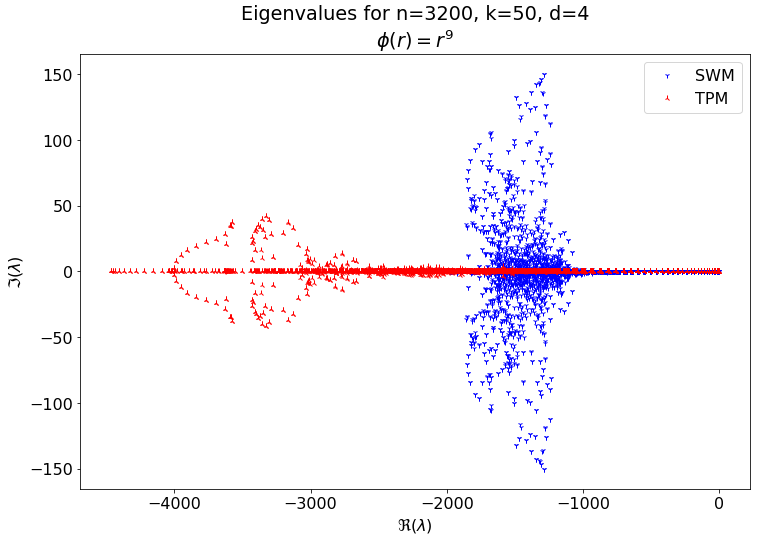 Eigenvalues for n=3200, k=50, d=4
ϕ(r) = r⁹
SWM
TPM
150
100
50
0
−50
−100
−150
ℑ(λ)
−4000 −3000 −2000 −1000 0
ℜ(λ)